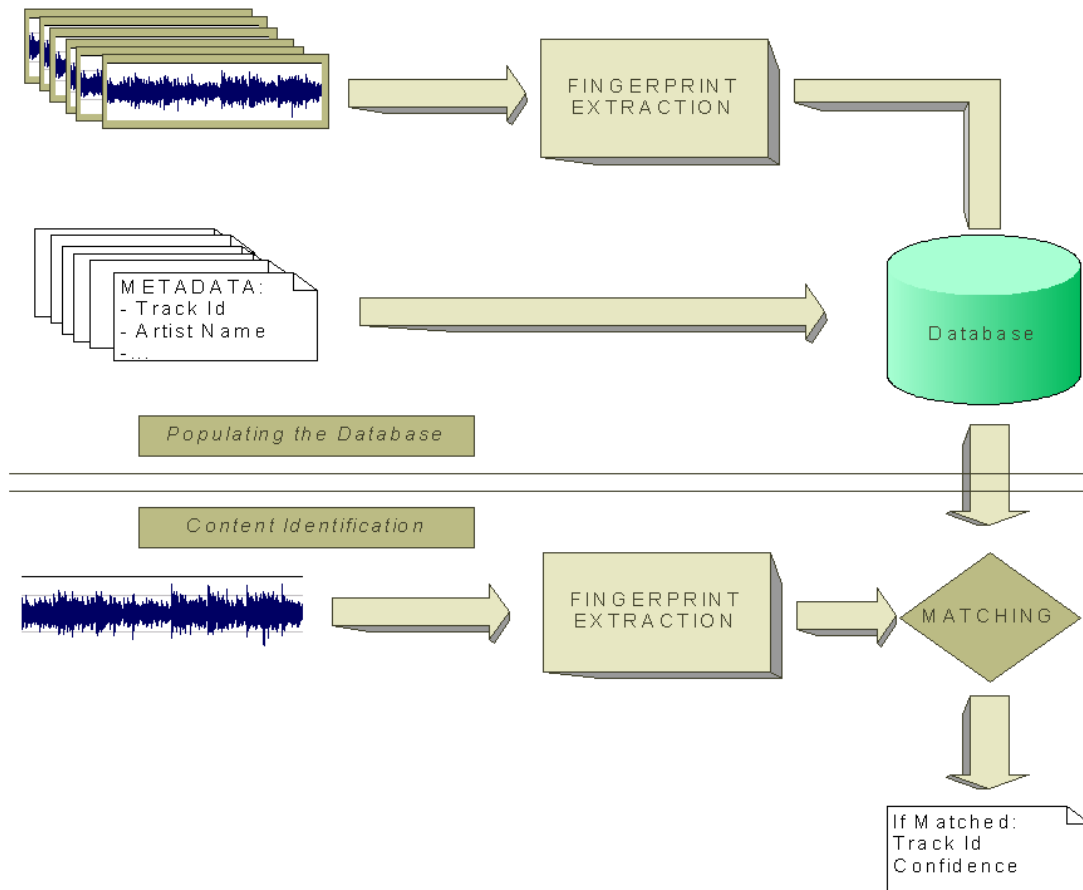 FINGERPRINT
EXTRACTION
METADATA:
- Track Id
- Artist Name
-...
Database
Populating the Database
Content Identification
FINGERPRINT
EXTRACTION
MATCHING
If Matched:
Track Id
Confidence